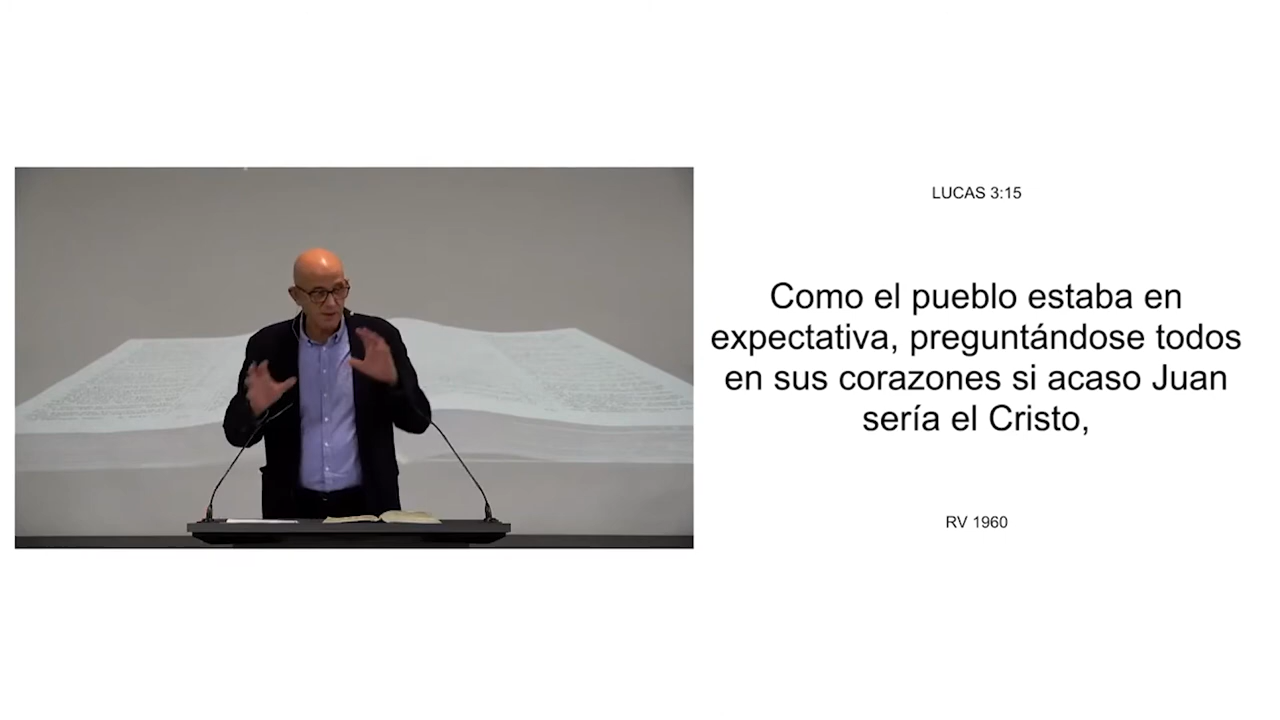 LUCAS 3:15
Como el pueblo estaba en
expectativa, preguntándose todos
en sus corazones si acaso Juan
sería el Cristo,
RV 1960